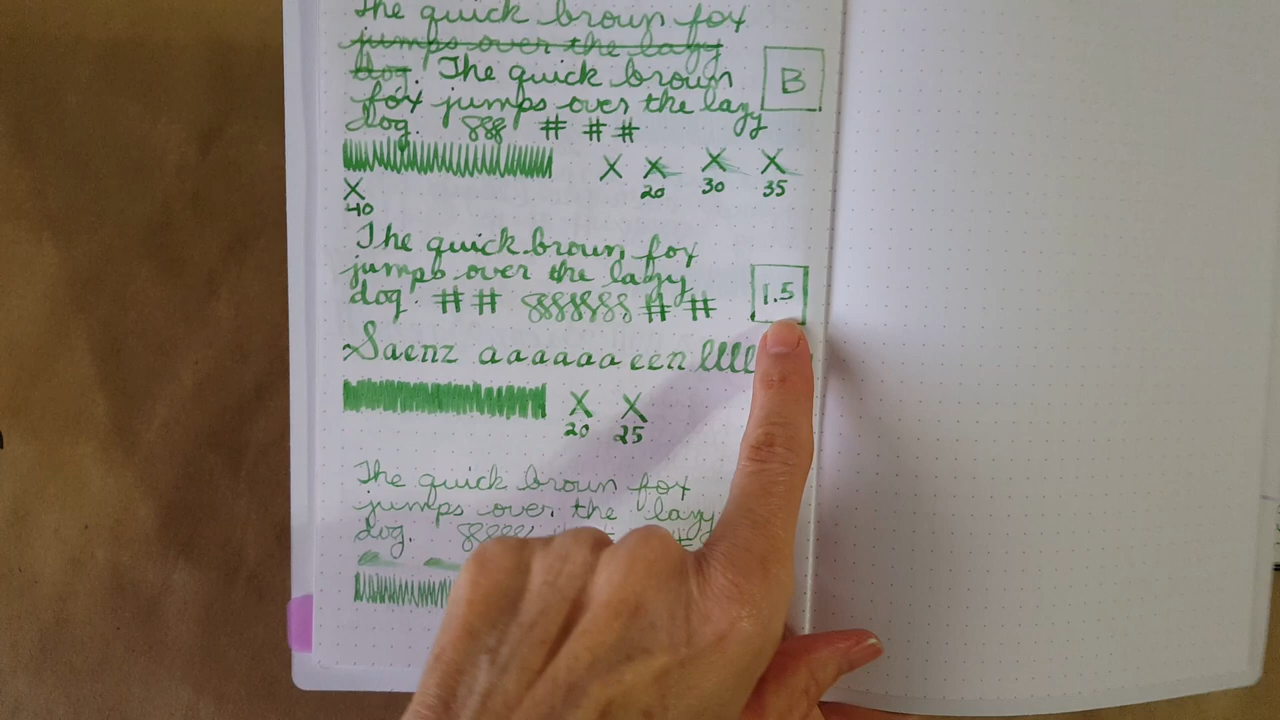 The quick brown fox
jumps over the lazy
dog. The quick brown
fox jumps over the lazy
dog. 888 # # #
B
X X X X
20 30 35
X
40
The quick brown fox
jumps over the lazy
dog. # # 888888 # #
1.5
Saenz aaaaaa een llll
X X
20 25
The quick brown fox
jumps over the lazy
dog. 8888